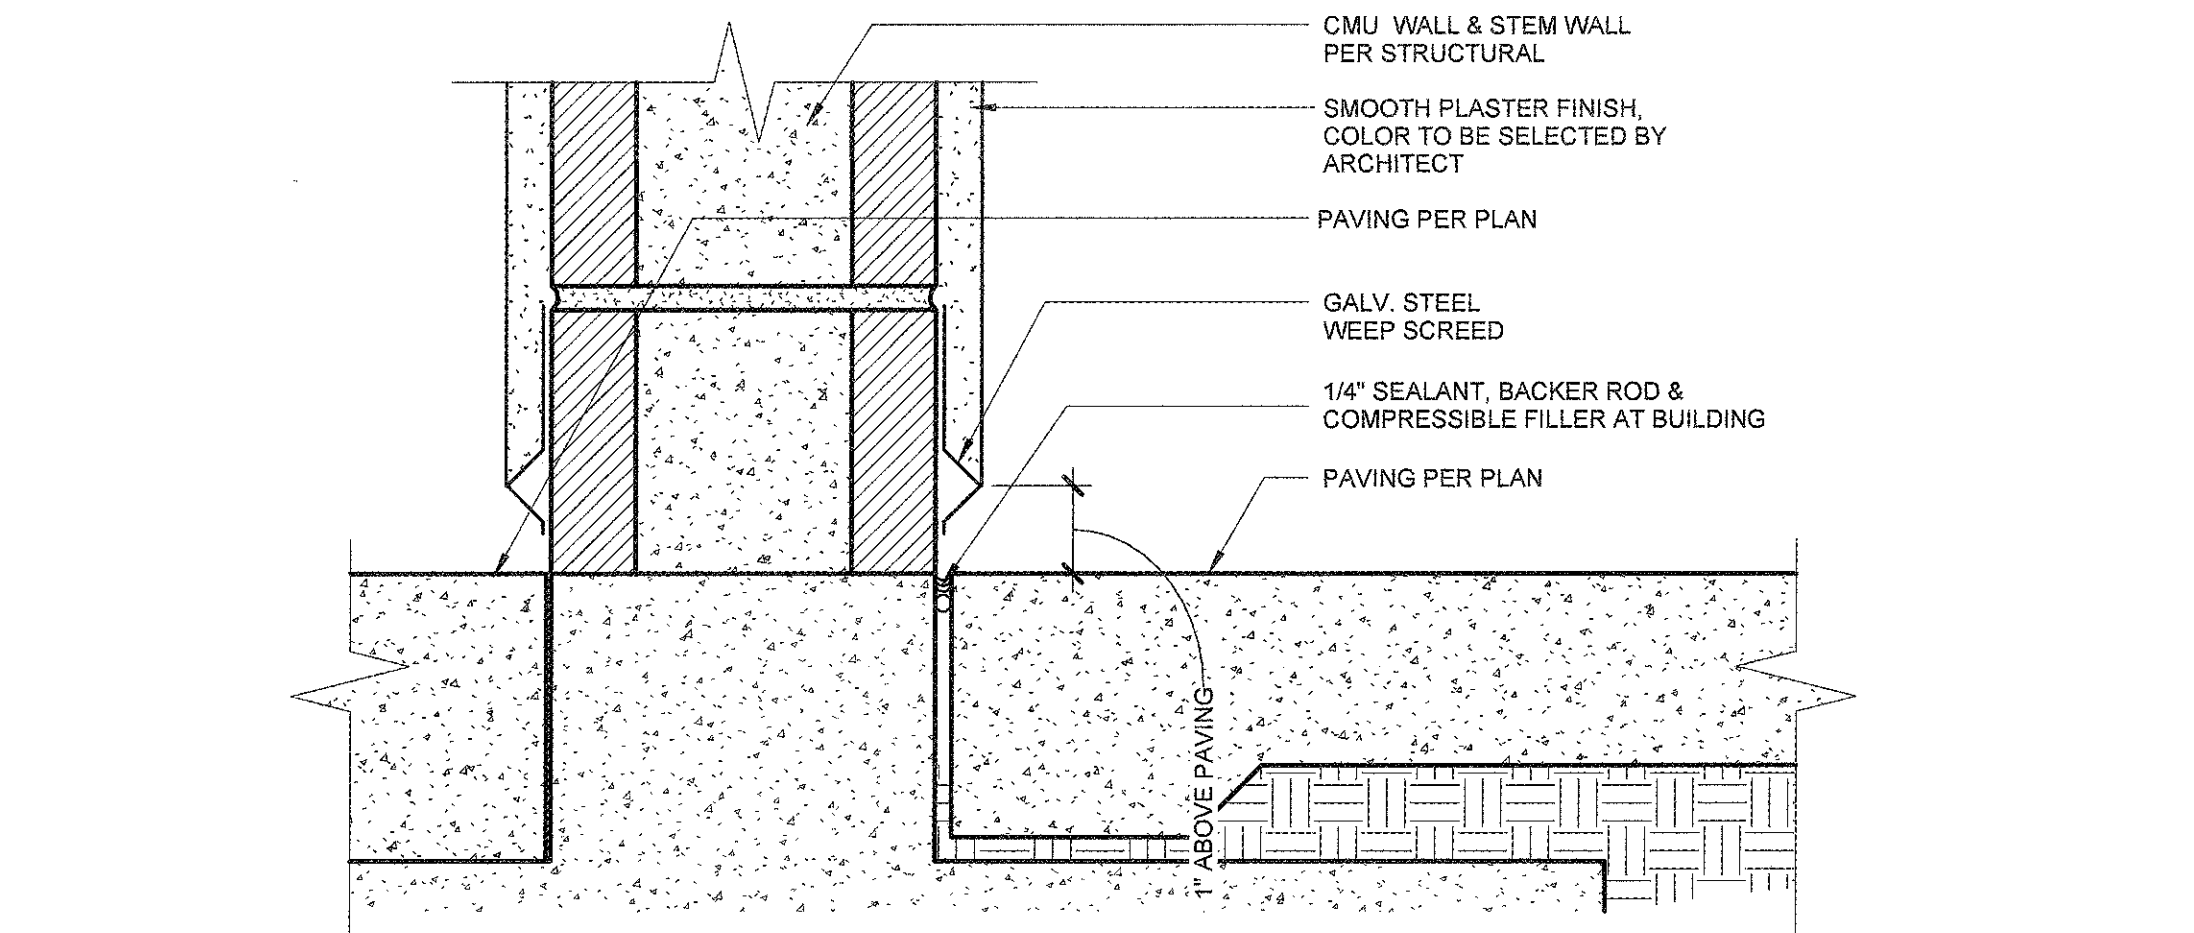 CMU WALL & STEM WALL
PER STRUCTURAL
SMOOTH PLASTER FINISH,
COLOR TO BE SELECTED BY
ARCHITECT
PAVING PER PLAN
GALV. STEEL
WEEP SCREED
1/4" SEALANT, BACKER ROD &
COMPRESSIBLE FILLER AT BUILDING
PAVING PER PLAN
1" ABOVE PAVING